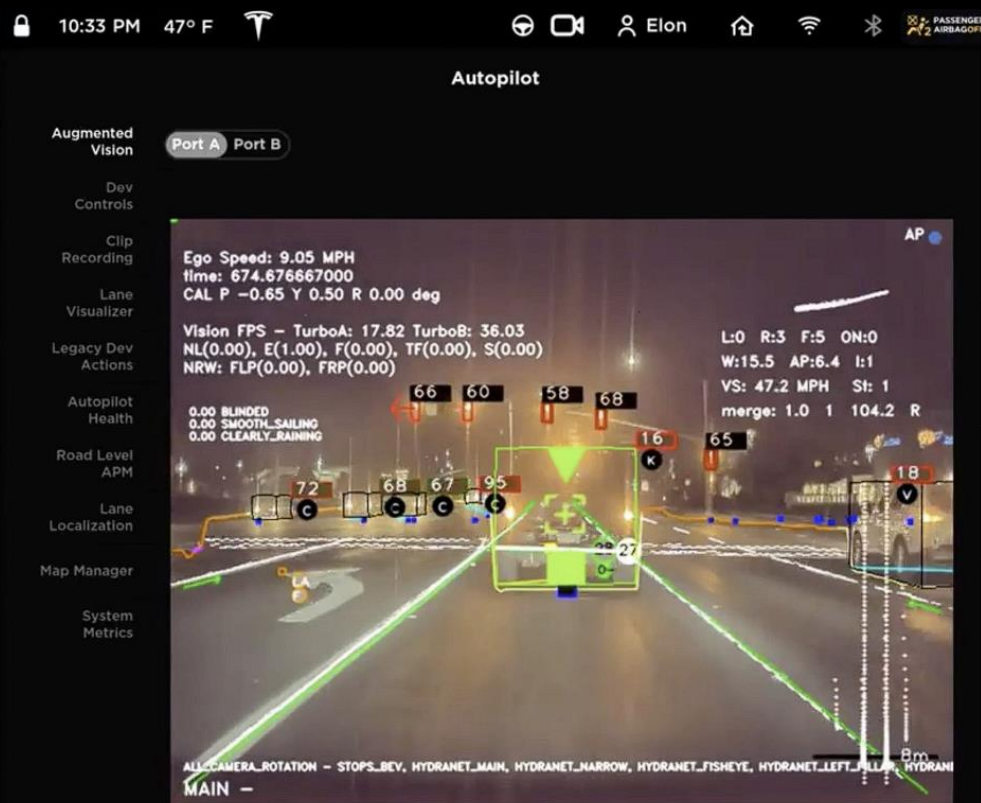 10:33 PM 47° F Elon PASSENGER
AIRBAG OFF
Autopilot
Augmented
Vision
Port A Port B
Dev
Controls
Clip
Recording
Lane
Visualizer
Legacy Dev
Actions
Autopilot
Health
Road Level
APM
Lane
Localization
Map Manager
System
Metrics
AP
Ego Speed: 9.05 MPH
time: 674.676667000
CAL P -0.65 Y 0.50 R 0.00 deg
Vision FPS - TurboA: 17.82 TurboB: 36.03
NL(0.00), E(1.00), F(0.00), TF(0.00), S(0.00)
NRW: FLP(0.00), FRP(0.00)
L:0 R:3 F:5 ON:0
W:15.5 AP:6.4 I:1
VS: 47.2 MPH St: 1
merge: 1.0 1 104.2 R
0.00 BLINDED
0.00 SMOOTH_SAILING
0.00 CLEARLY_RAINING
66 60 58 68
16 65
K
72 68 67 95 18
C C C C V
27
LA
8m
ALL_CAMERA_ROTATION - STOPS_BEV, HYDRANET_MAIN, HYDRANET_NARROW, HYDRANET_FISHEYE, HYDRANET_LEFT_PILLAR, HYDRANE
MAIN -